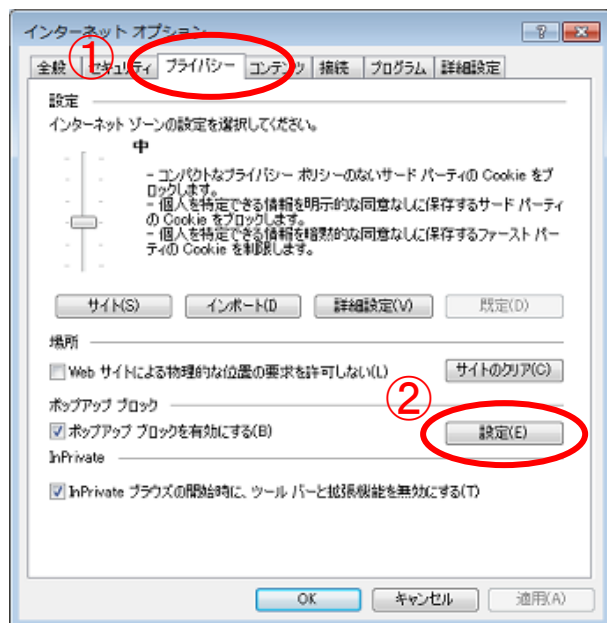 インターネット オプション
①
全般 セキュリティ プライバシー コンテンツ 接続 プログラム 詳細設定
設定
インターネット ゾーンの設定を選択してください。
中
- コンパクトなプライバシー ポリシーのないサード パーティの Cookie をブ
ロックします。
- 個人を特定できる情報を明示的な同意なしに保存するサード パーティ
の Cookie をブロックします。
- 個人を特定できる情報を暗黙的な同意なしに保存するファースト パー
ティの Cookie を制限します。
サイト(S) インポート(I 詳細設定(V) 既定(D)
場所
Web サイトによる物理的な位置の要求を許可しない(L) サイトのクリア(C)
ポップアップ ブロック
②
ポップアップ ブロックを有効にする(B) 設定(E)
InPrivate
InPrivate ブラウズの開始時に、ツール バーと拡張機能を無効にする(T)
OK キャンセル 適用(A)